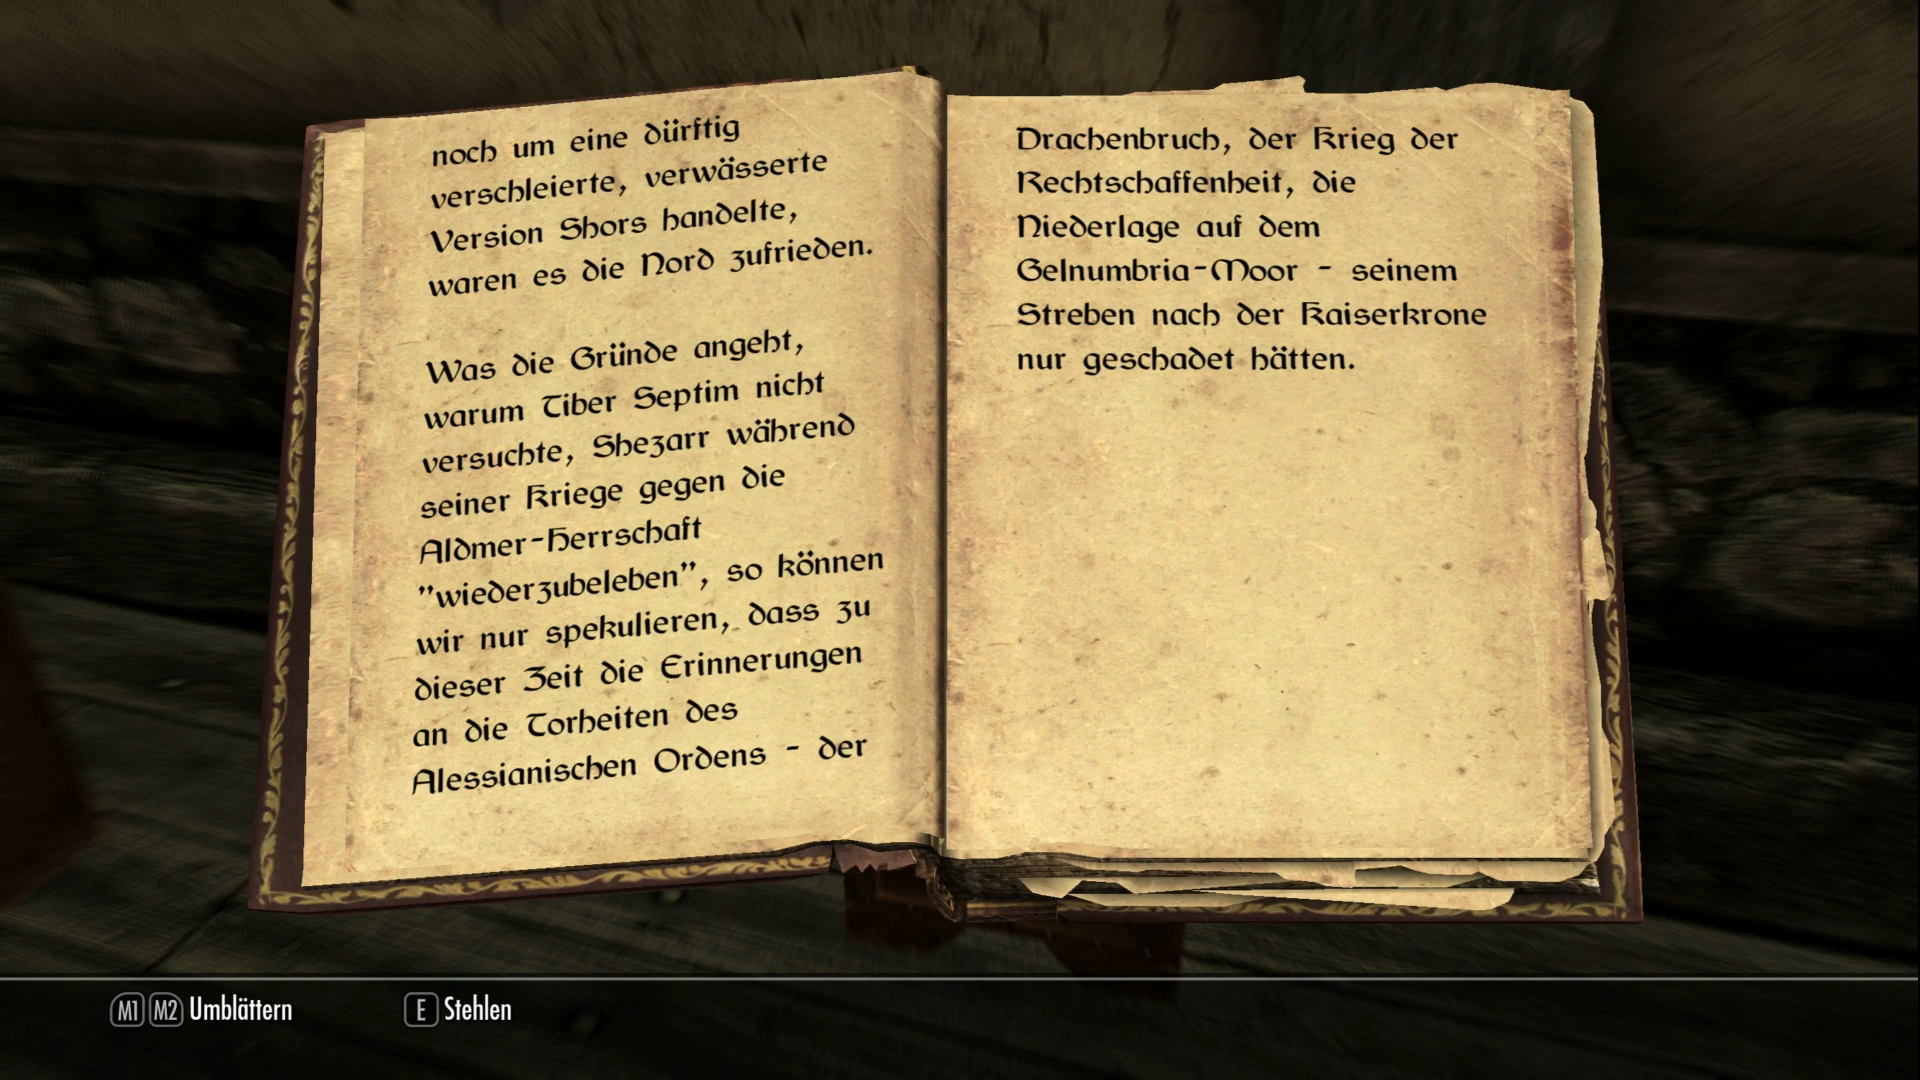 noch um eine dürftig
verschleierte, verwässerte
Version Shors handelte,
waren es die Nord zufrieden.
Was die Gründe angeht,
warum Tiber Septim nicht
versuchte, Shezarr während
seiner Kriege gegen die
Aldmer-Herrschaft
"wiederzubeleben", so können
wir nur spekulieren, dass zu
dieser Zeit die Erinnerungen
an die Torheiten des
Alessianischen Ordens - der
Drachenbruch, der Krieg der
Rechtschaffenheit, die
Niederlage auf dem
Gelnumbria-Moor - seinem
Streben nach der Kaiserkrone
nur geschadet hätten.
M1 M2 Umblättern
E Stehlen